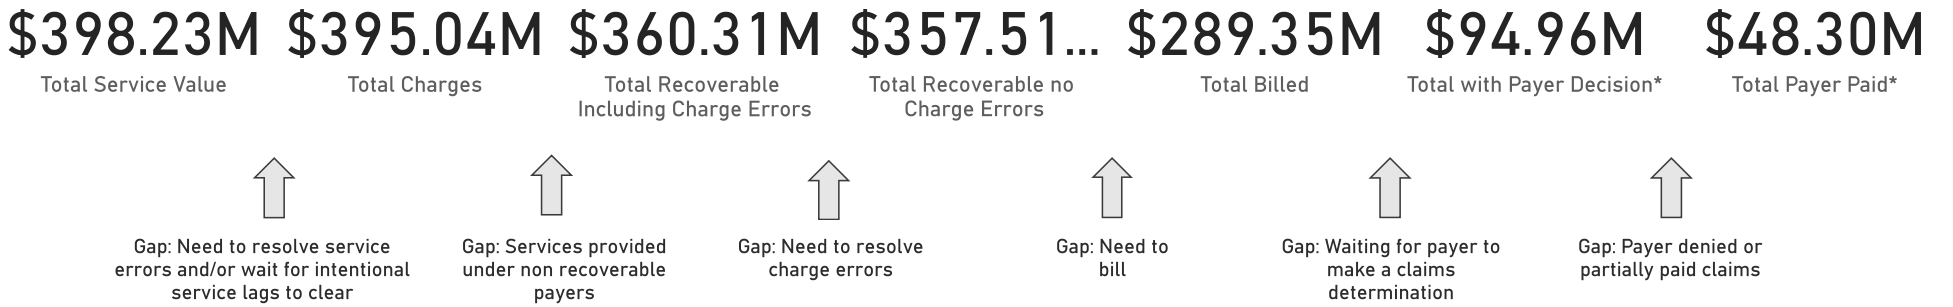 $398.23M
Total Service Value
$395.04M
Total Charges
$360.31M
Total Recoverable
Including Charge Errors
$357.51...
Total Recoverable no
Charge Errors
$289.35M
Total Billed
$94.96M
Total with Payer Decision*
$48.30M
Total Payer Paid*
Gap: Need to resolve service
errors and/or wait for intentional
service lags to clear
Gap: Services provided
under non recoverable
payers
Gap: Need to resolve
charge errors
Gap: Need to
bill
Gap: Waiting for payer to
make a claims
determination
Gap: Payer denied or
partially paid claims